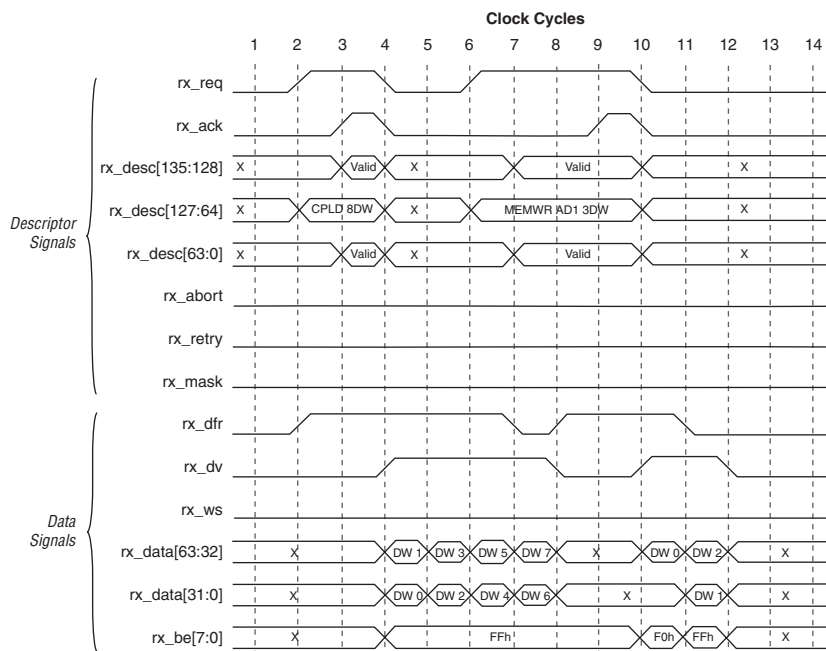 Clock Cycles
1 2 3 4 5 6 7 8 9 10 11 12 13 14
rx_req
rx_ack
rx_desc[135:128] X Valid X Valid X
rx_desc[127:64] X CPLD 8DW X MEMWR AD1 3DW X
Descriptor
Signals
rx_desc[63:0] X Valid X Valid X
rx_abort
rx_retry
rx_mask
rx_dfr
rx_dv
Data
Signals
rx_ws
rx_data[63:32] X DW 1 DW 3 DW 5 DW 7 X DW 0 DW 2 X
rx_data[31:0] X DW 0 DW 2 DW 4 DW 6 X DW 1 X
rx_be[7:0] X FFh F0h FFh X